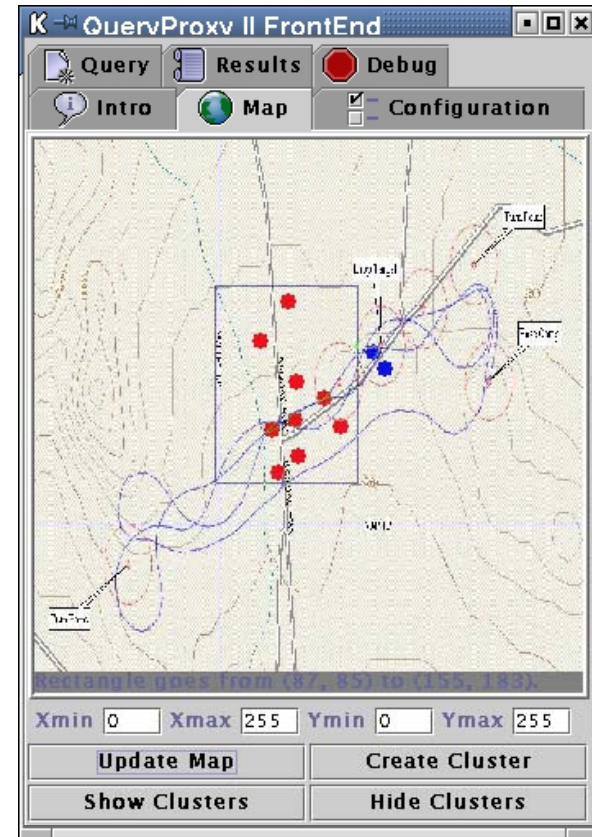 QueryProxy II FrontEnd
Query Results Debug
Intro Map Configuration
Rectangle goes from (87, 85) to (155, 183).
Xmin 0 Xmax 255 Ymin 0 Ymax 255
Update Map Create Cluster
Show Clusters Hide Clusters